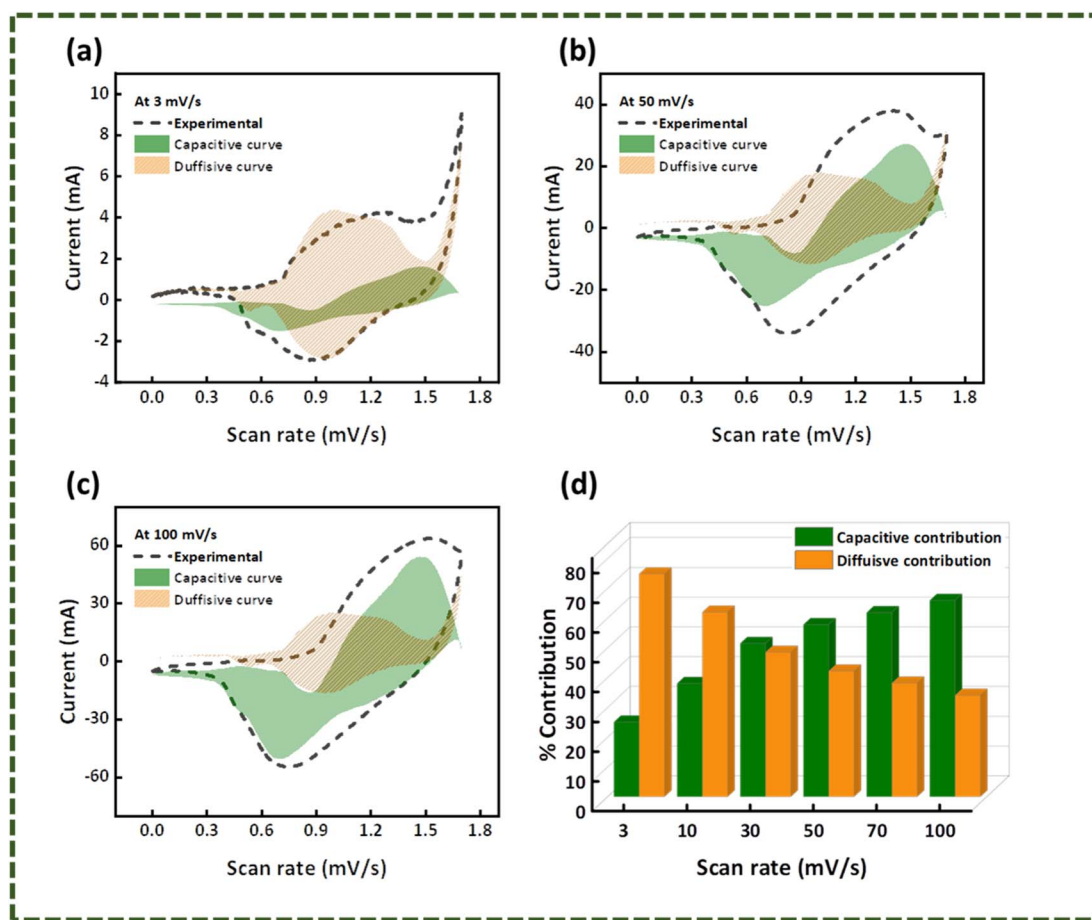 (a)
At 3 mV/s
Experimental
Capacitive curve
Duffisive curve
Current (mA)
10
8
6
4
2
0
-2
-4
0.0 0.3 0.6 0.9 1.2 1.5 1.8
Scan rate (mV/s)
(b)
At 50 mV/s
Experimental
Capacitive curve
Duffisive curve
Current (mA)
40
20
0
-20
-40
0.0 0.3 0.6 0.9 1.2 1.5 1.8
Scan rate (mV/s)
(c)
At 100 mV/s
Experimental
Capacitive curve
Duffisive curve
Current (mA)
60
30
0
-30
-60
0.0 0.3 0.6 0.9 1.2 1.5 1.8
Scan rate (mV/s)
(d)
Capacitive contribution
Diffuisve contribution
% Contribution
80
70
60
50
40
30
20
10
0
3 10 30 50 70 100
Scan rate (mV/s)